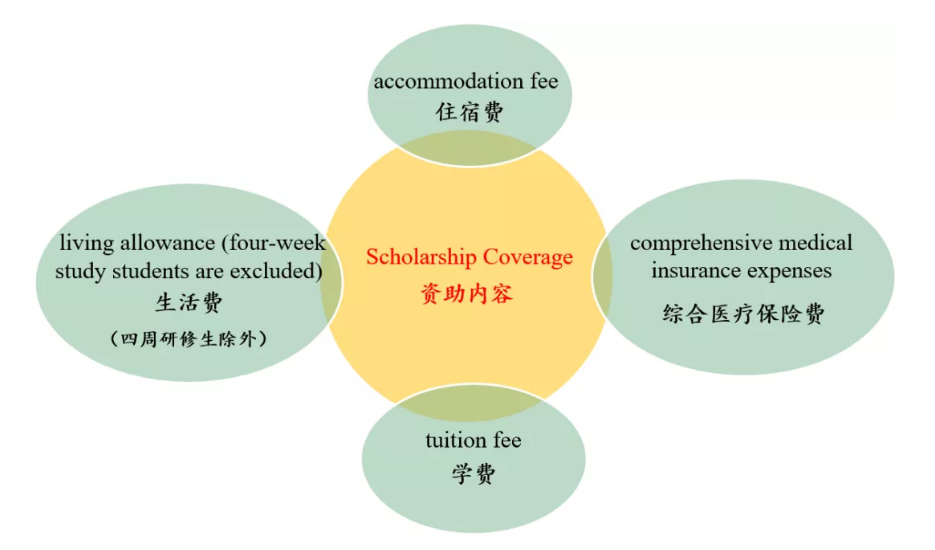 accommodation fee
住宿费
living allowance (four-week
study students are excluded)
生活费
（四周研修生除外）
Scholarship Coverage
资助内容
comprehensive medical
insurance expenses
综合医疗保险费
tuition fee
学费